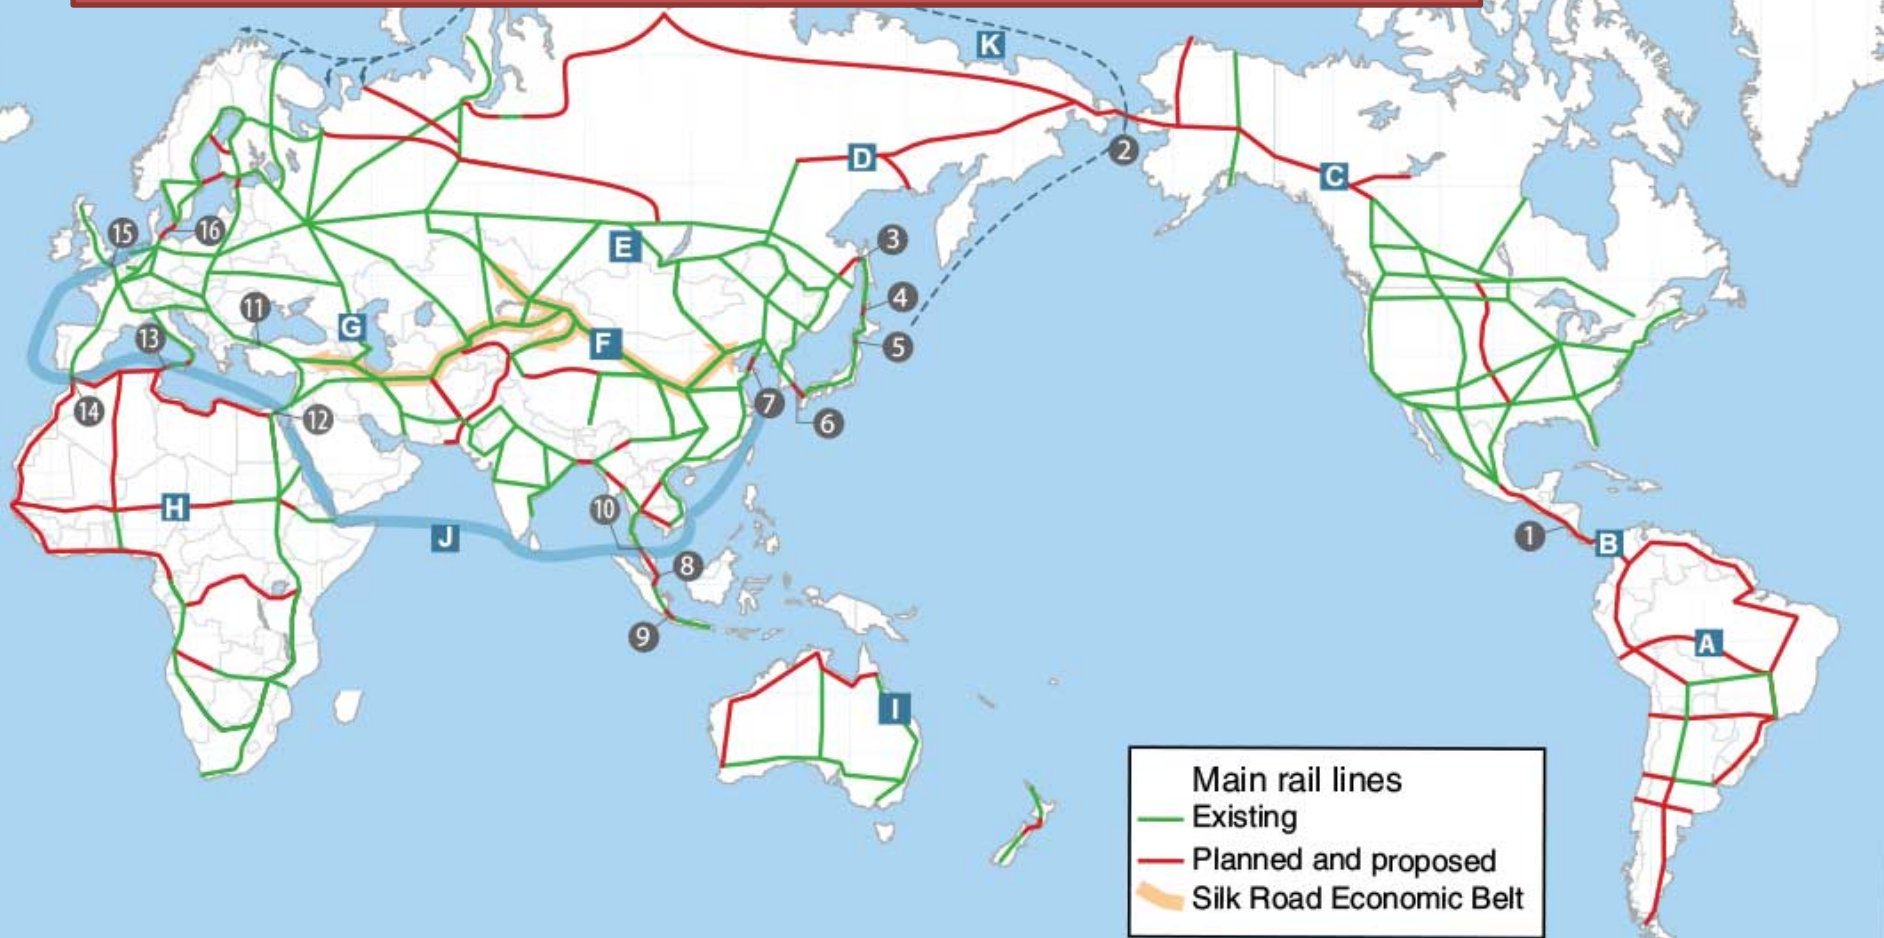 K
2
D
C
15
16
3
E
4
11
G
13
F
5
14
12
7
6
H
10
1
J
B
8
9
A
I
Main rail lines
Existing
Planned and proposed
Silk Road Economic Belt